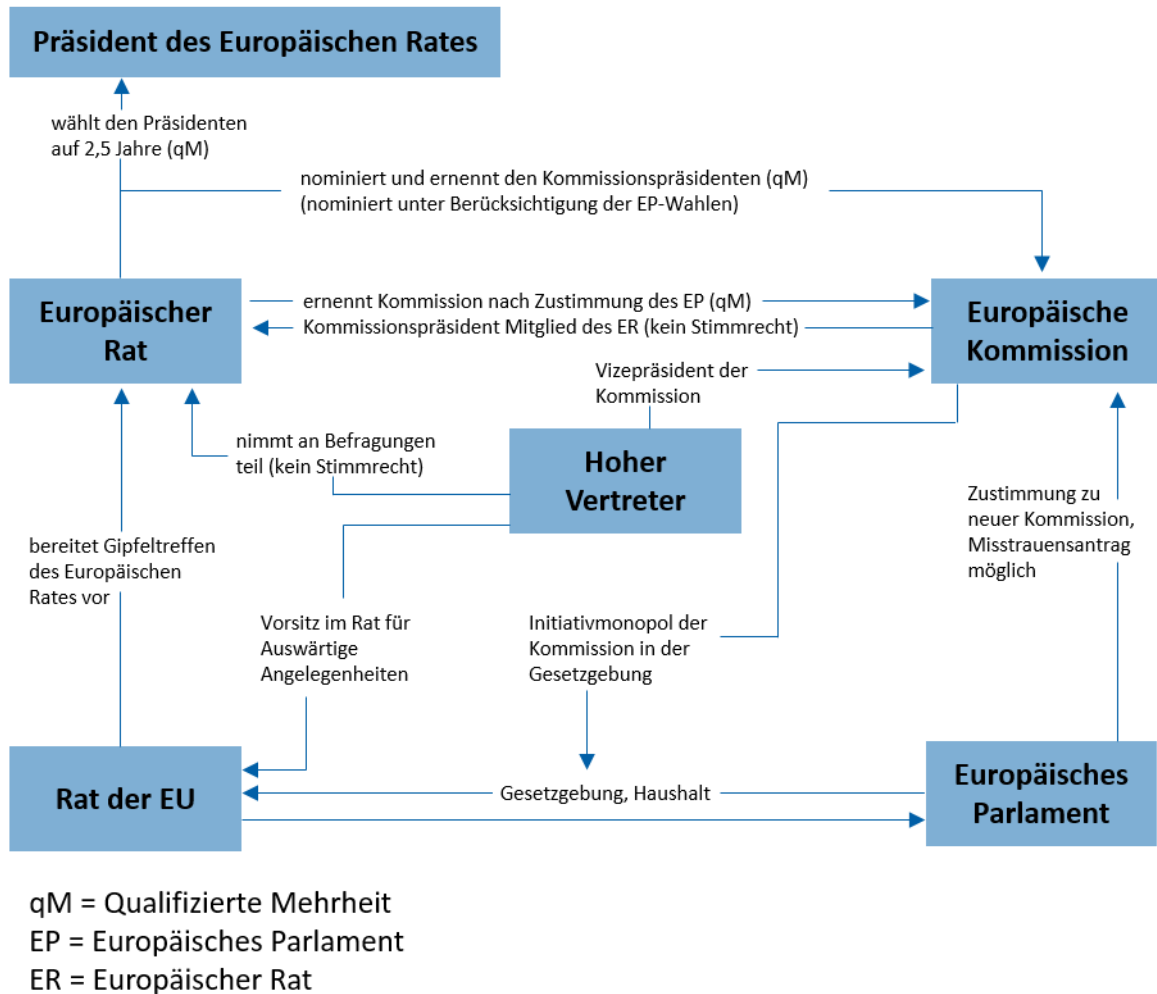 Präsident des Europäischen Rates
wählt den Präsidenten
auf 2,5 Jahre (qM)
nominiert und ernennt den Kommissionspräsidenten (qM)
(nominiert unter Berücksichtigung der EP-Wahlen)
Europäischer
Rat
ernennt Kommission nach Zustimmung des EP (qM)
Kommissionspräsident Mitglied des ER (kein Stimmrecht)
Europäische
Kommission
Vizepräsident der
Kommission
nimmt an Befragungen
teil (kein Stimmrecht)
Hoher
Vertreter
Zustimmung zu
neuer Kommission,
Misstrauensantrag
möglich
bereitet Gipfeltreffen
des Europäischen
Rates vor
Vorsitz im Rat für
Auswärtige
Angelegenheiten
Initiativmonopol der
Kommission in der
Gesetzgebung
Rat der EU
Gesetzgebung, Haushalt
Europäisches
Parlament
qM = Qualifizierte Mehrheit
EP = Europäisches Parlament
ER = Europäischer Rat